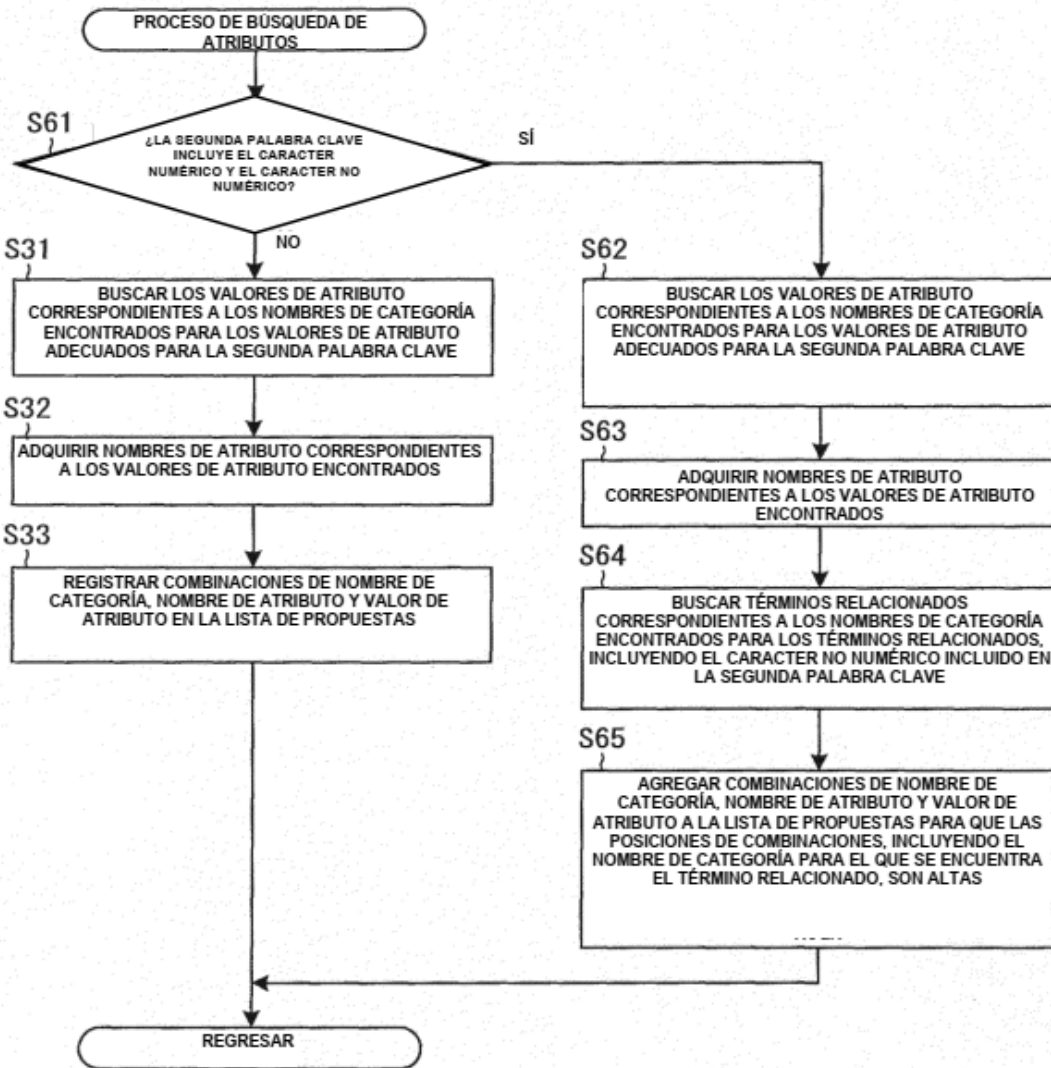 PROCESO DE BÚSQUEDA DE
ATRIBUTOS
S61
¿LA SEGUNDA PALABRA CLAVE
INCLUYE EL CARACTER
NUMÉRICO Y EL CARACTER NO
NUMÉRICO?
SÍ
NO
S31
BUSCAR LOS VALORES DE ATRIBUTO
CORRESPONDIENTES A LOS NOMBRES DE CATEGORÍA
ENCONTRADOS PARA LOS VALORES DE ATRIBUTO
ADECUADOS PARA LA SEGUNDA PALABRA CLAVE
S32
ADQUIRIR NOMBRES DE ATRIBUTO CORRESPONDIENTES
A LOS VALORES DE ATRIBUTO ENCONTRADOS
S33
REGISTRAR COMBINACIONES DE NOMBRE DE
CATEGORÍA, NOMBRE DE ATRIBUTO Y VALOR DE
ATRIBUTO EN LA LISTA DE PROPUESTAS
S62
BUSCAR LOS VALORES DE ATRIBUTO
CORRESPONDIENTES A LOS NOMBRES DE CATEGORÍA
ENCONTRADOS PARA LOS VALORES DE ATRIBUTO
ADECUADOS PARA LA SEGUNDA PALABRA CLAVE
S63
ADQUIRIR NOMBRES DE ATRIBUTO
CORRESPONDIENTES A LOS VALORES DE ATRIBUTO
ENCONTRADOS
S64
BUSCAR TÉRMINOS RELACIONADOS
CORRESPONDIENTES A LOS NOMBRES DE CATEGORÍA
ENCONTRADOS PARA LOS TÉRMINOS RELACIONADOS,
INCLUYENDO EL CARACTER NO NUMÉRICO INCLUIDO EN
LA SEGUNDA PALABRA CLAVE
S65
AGREGAR COMBINACIONES DE NOMBRE DE
CATEGORÍA, NOMBRE DE ATRIBUTO Y VALOR DE
ATRIBUTO A LA LISTA DE PROPUESTAS PARA QUE LAS
POSICIONES DE COMBINACIONES, INCLUYENDO EL
NOMBRE DE CATEGORÍA PARA EL QUE SE ENCUENTRA
EL TÉRMINO RELACIONADO, SON ALTAS
REGRESAR